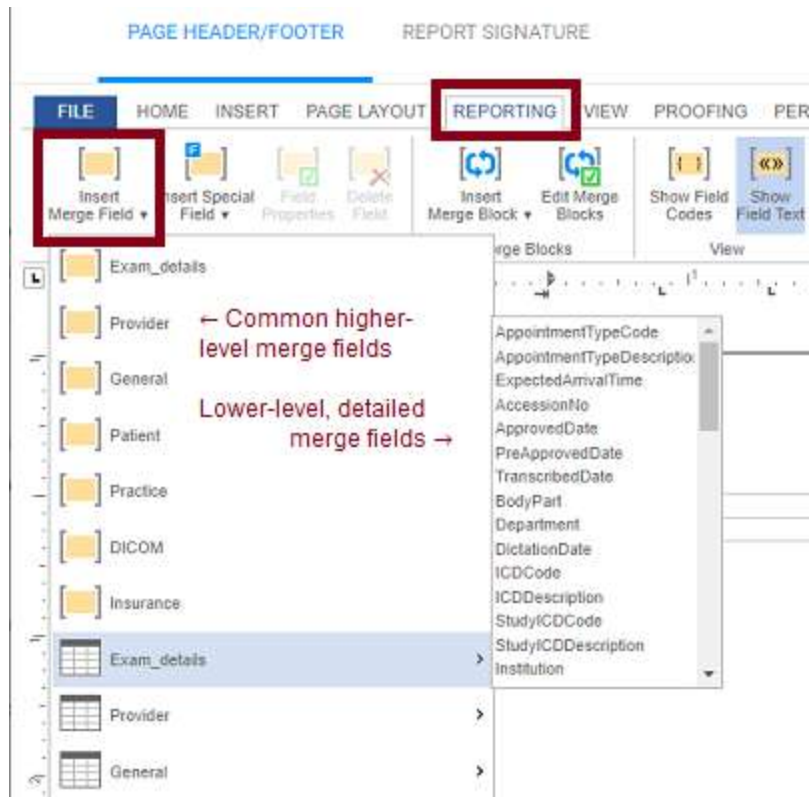 PAGE HEADER/FOOTER REPORT SIGNATURE
FILE HOME INSERT PAGE LAYOUT REPORTING VIEW PROOFING PER
Insert Merge Field
Insert Special Field
Field Properties
Delete Field
Insert Merge Block
Edit Merge Blocks
Show Field Codes
Show Field Text
rge Blocks View
Exam_details
Provider
General
Patient
Practice
DICOM
Insurance
Exam_details
Provider
General
← Common higher-
level merge fields
Lower-level, detailed
merge fields →
AppointmentTypeCode
AppointmentTypeDescriptio
ExpectedArrivalTime
AccessionNo
ApprovedDate
PreApprovedDate
TranscribedDate
BodyPart
Department
DictationDate
ICDCode
ICDDescription
StudyICDCode
StudyICDDescription
Institution